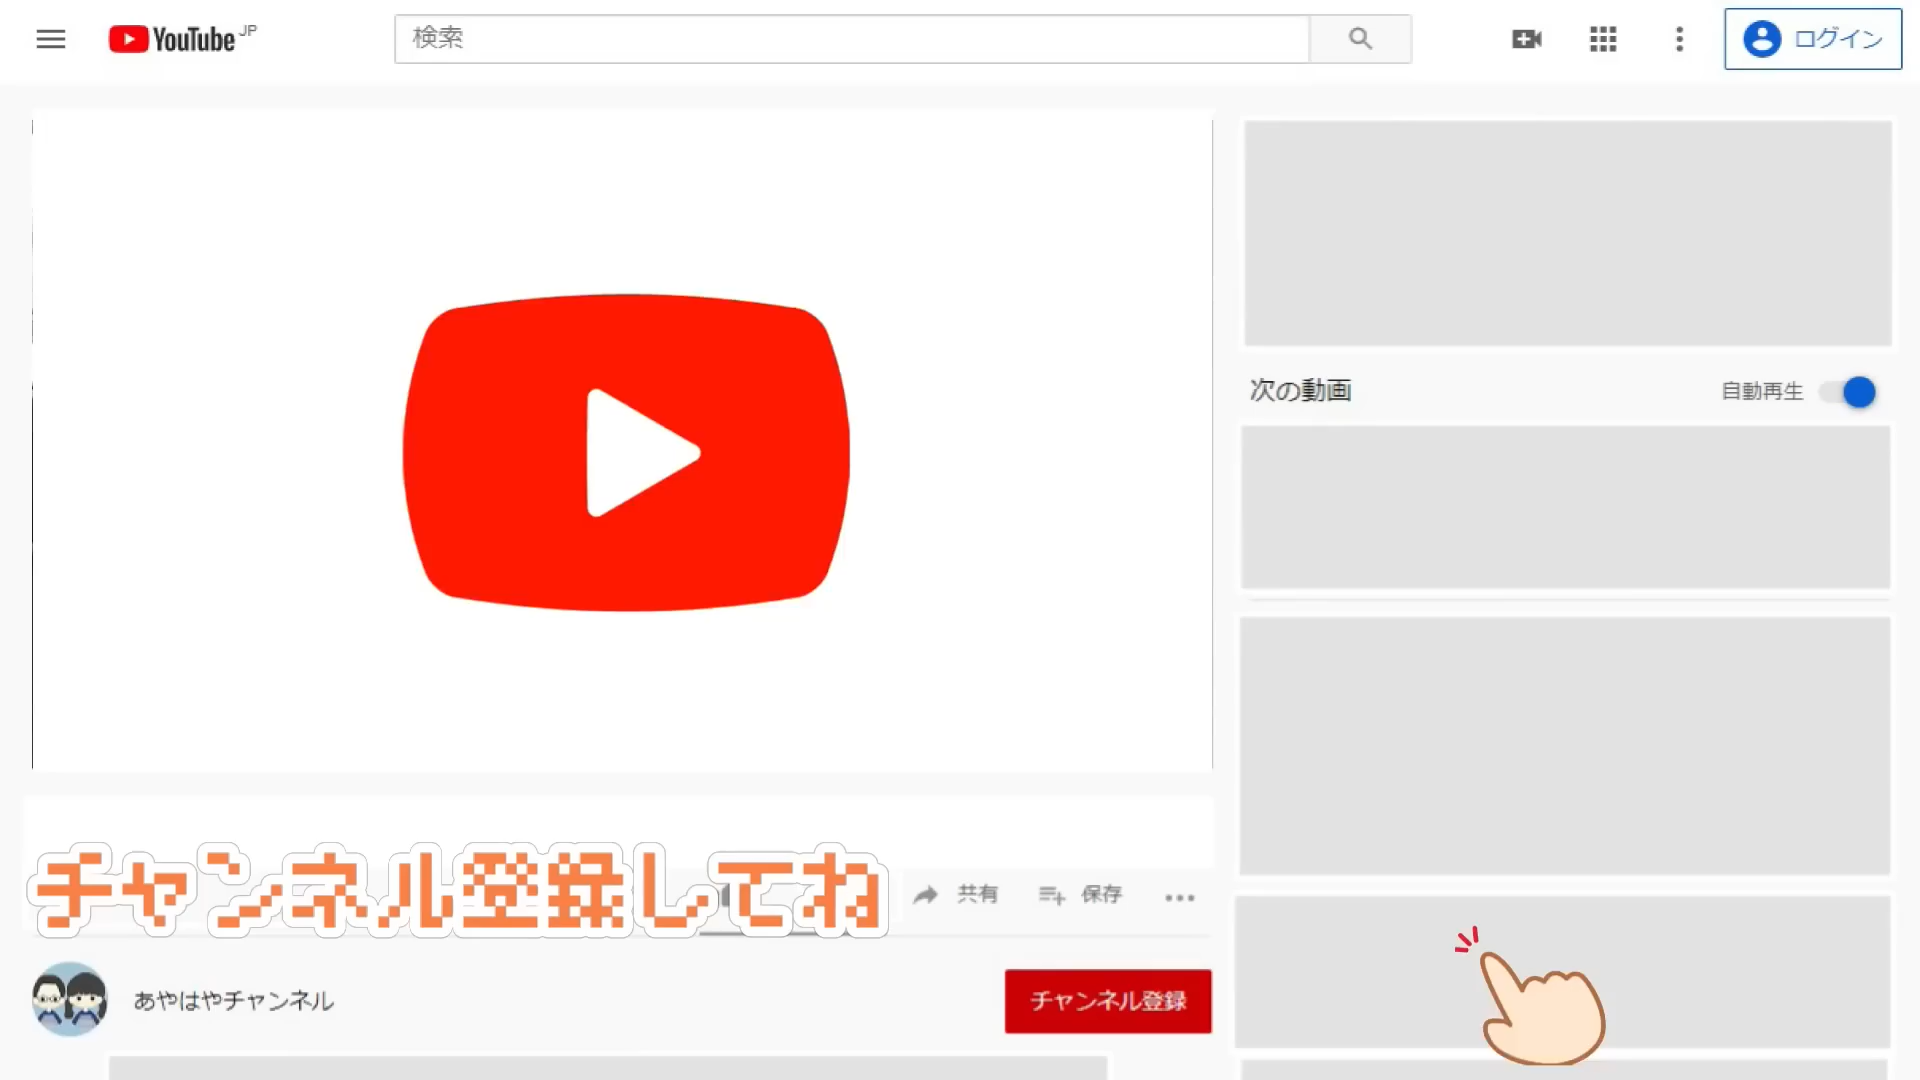 YouTube JP
検索
ログイン
次の動画
自動再生
チャンネル登録してね
共有
保存
あやはやチャンネル
チャンネル登録